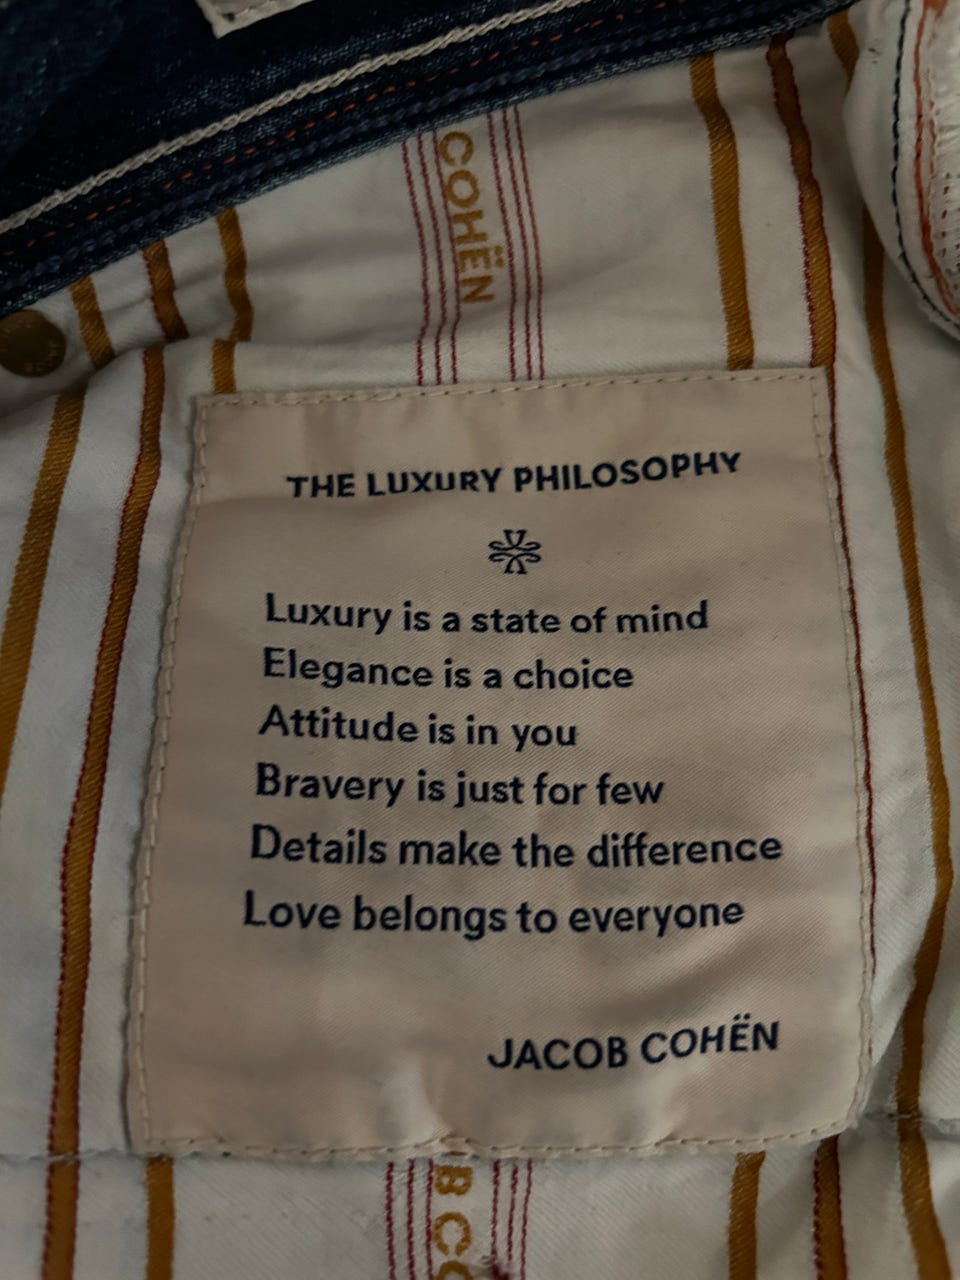 COHËN
THE LUXURY PHILOSOPHY
Luxury is a state of mind
Elegance is a choice
Attitude is in you
Bravery is just for few
Details make the difference
Love belongs to everyone
JACOB COHËN
B CO